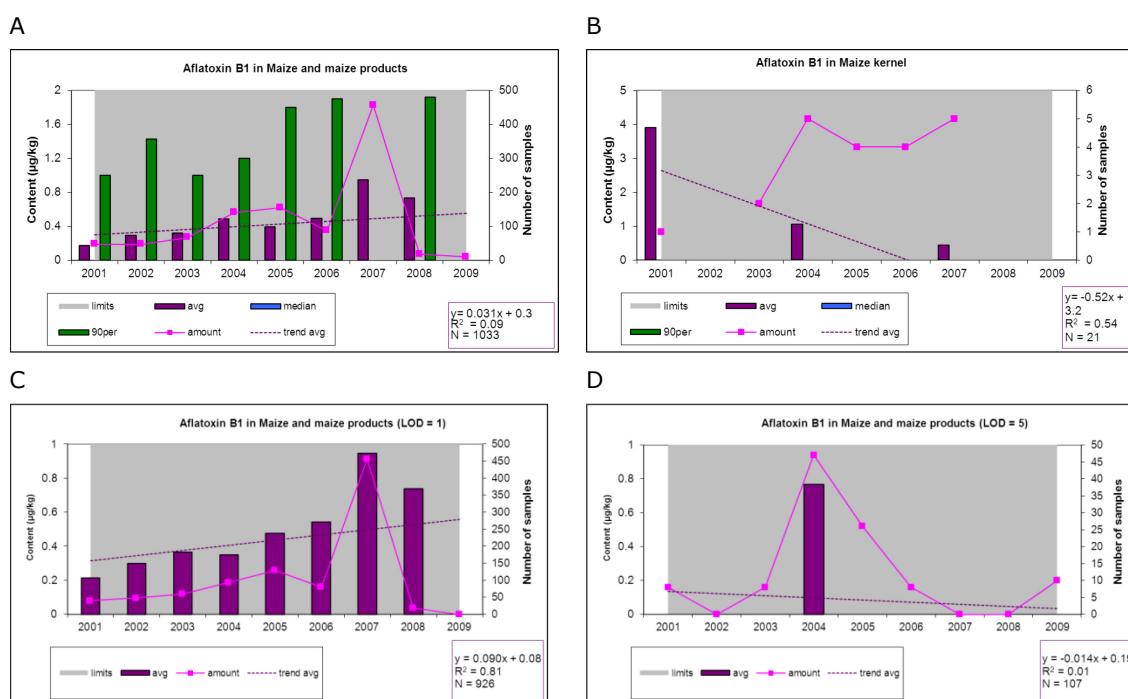 A
Aflatoxin B1 in Maize and maize products
Content (µg/kg)
2
1.6
1.2
0.8
0.4
0
500
400
300
200
100
0
Number of samples
2001 2002 2003 2004 2005 2006 2007 2008 2009
limits avg median
90per amount trend avg
y= 0.031x + 0.3
R² = 0.09
N = 1033
B
Aflatoxin B1 in Maize kernel
Content (µg/kg)
5
4
3
2
1
0
6
5
4
3
2
1
0
Number of samples
2001 2002 2003 2004 2005 2006 2007 2008 2009
limits avg median
90per amount trend avg
y= -0.52x +
3.2
R² = 0.54
N = 21
C
Aflatoxin B1 in Maize and maize products (LOD = 1)
Content (µg/kg)
1
0.8
0.6
0.4
0.2
0
500
450
400
350
300
250
200
150
100
50
0
Number of samples
2001 2002 2003 2004 2005 2006 2007 2008 2009
limits avg amount trend avg
y = 0.090x + 0.08
R² = 0.81
N = 926
D
Aflatoxin B1 in Maize and maize products (LOD = 5)
Content (µg/kg)
1
0.8
0.6
0.4
0.2
0
50
45
40
35
30
25
20
15
10
5
0
Number of samples
2001 2002 2003 2004 2005 2006 2007 2008 2009
limits avg amount trend avg
y = -0.014x + 0.15
R² = 0.01
N = 107